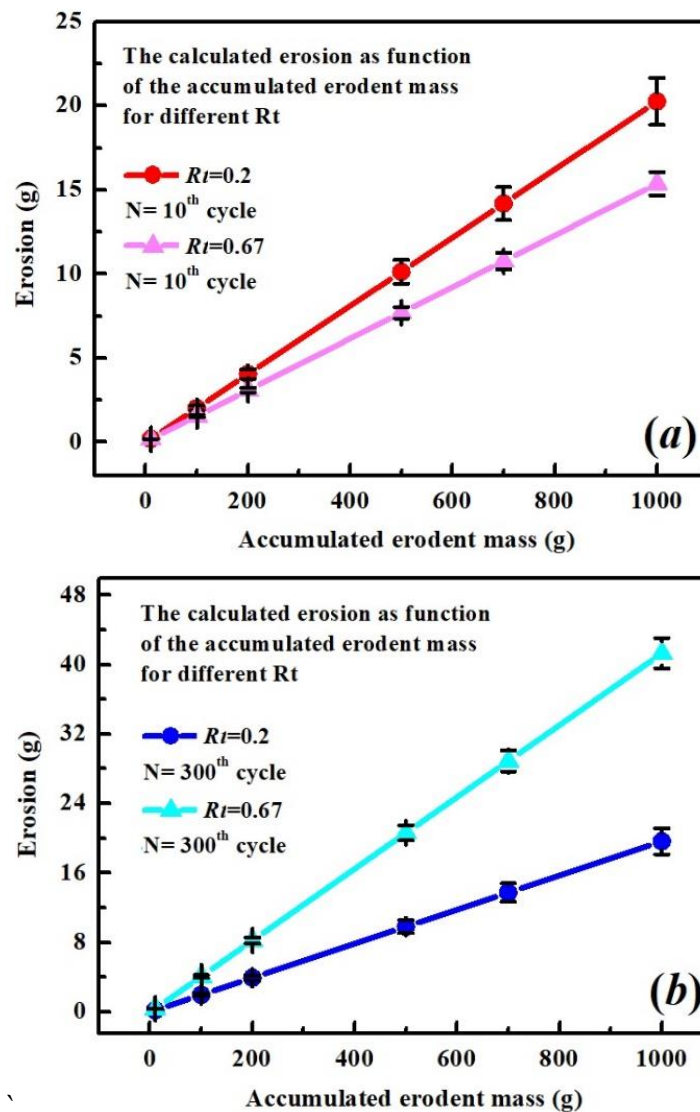 25
20
15
10
5
0
Erosion (g)
The calculated erosion as function
of the accumulated erodent mass
for different Rt
Rt=0.2
N= 10th cycle
Rt=0.67
N= 10th cycle
(a)
0 200 400 600 800 1000
Accumulated erodent mass (g)
48
40
32
24
16
8
0
Erosion (g)
The calculated erosion as function
of the accumulated erodent mass
for different Rt
Rt=0.2
N= 300th cycle
Rt=0.67
N= 300th cycle
(b)
0 200 400 600 800 1000
Accumulated erodent mass (g)
`